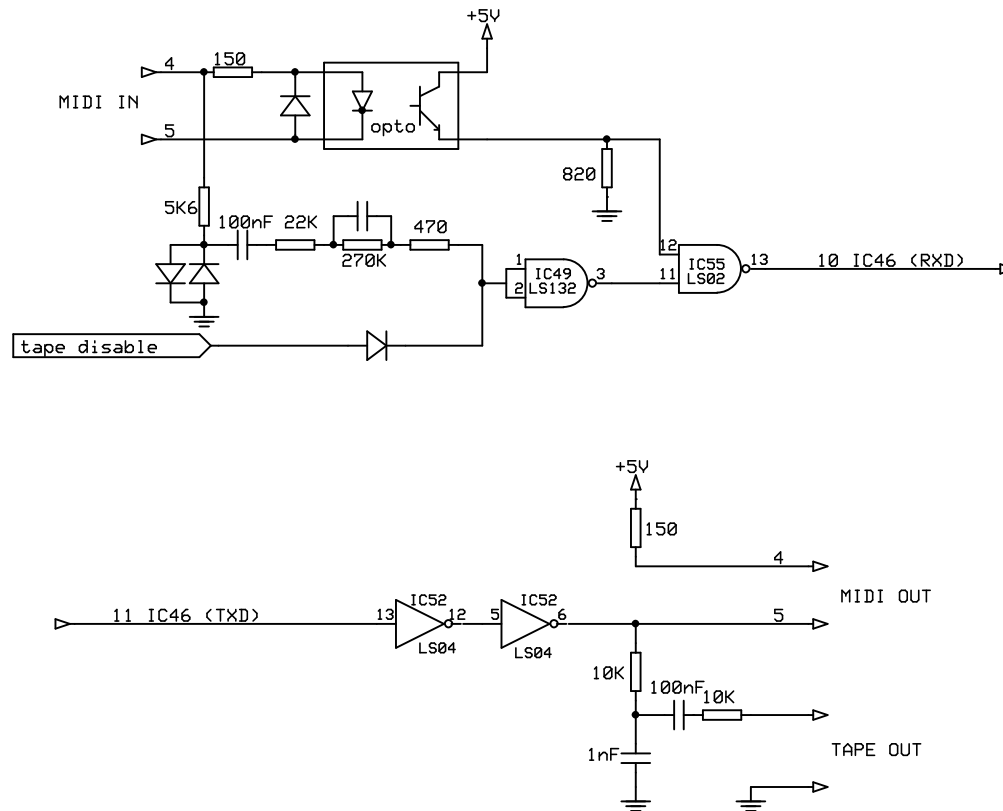 +5V
4
150
MIDI IN
opto
5
820
5K6
100nF
22K
470
270K
12
IC55
LS02
13
10 IC46 (RXD)
1
IC49
3
11
2
LS132
tape disable
+5V
150
4
MIDI OUT
11 IC46 (TXD)
13
IC52
12
LS04
5
IC52
6
LS04
5
10K
100nF
10K
1nF
TAPE OUT